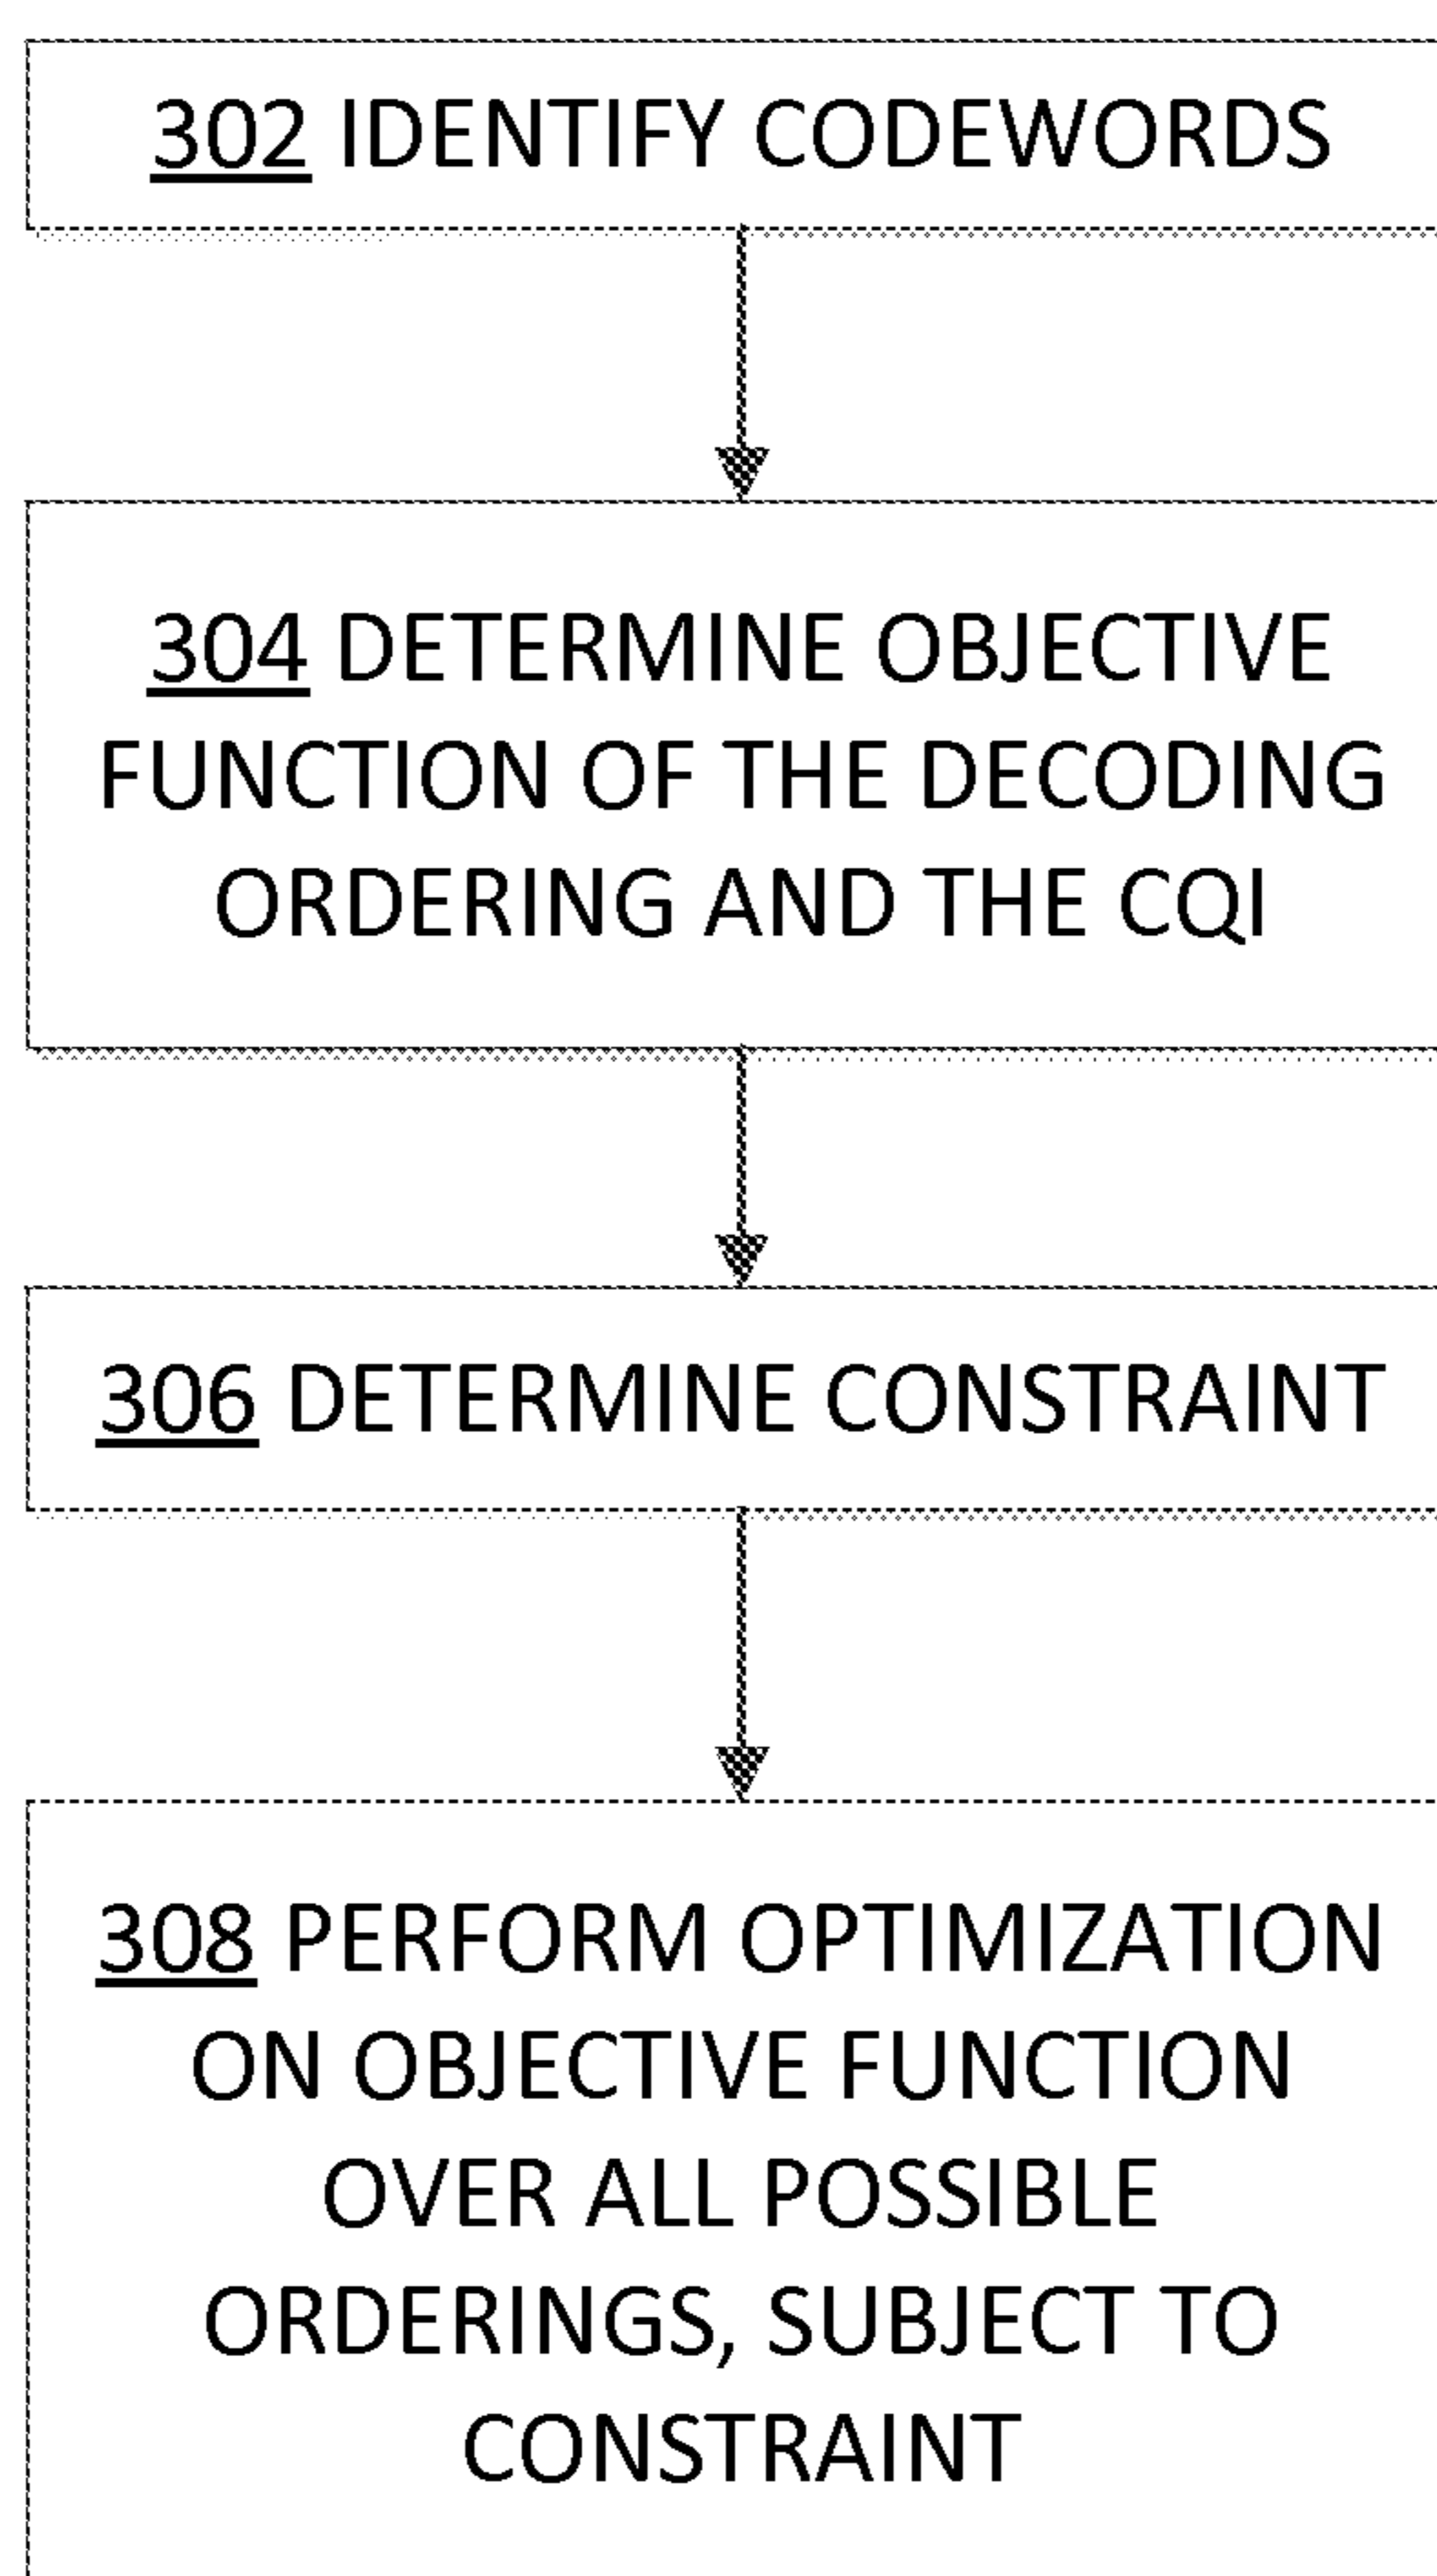 302 IDENTIFY CODEWORDS
304 DETERMINE OBJECTIVE
FUNCTION OF THE DECODING
ORDERING AND THE CQI
306 DETERMINE CONSTRAINT
308 PERFORM OPTIMIZATION
ON OBJECTIVE FUNCTION
OVER ALL POSSIBLE
ORDERINGS, SUBJECT TO
CONSTRAINT